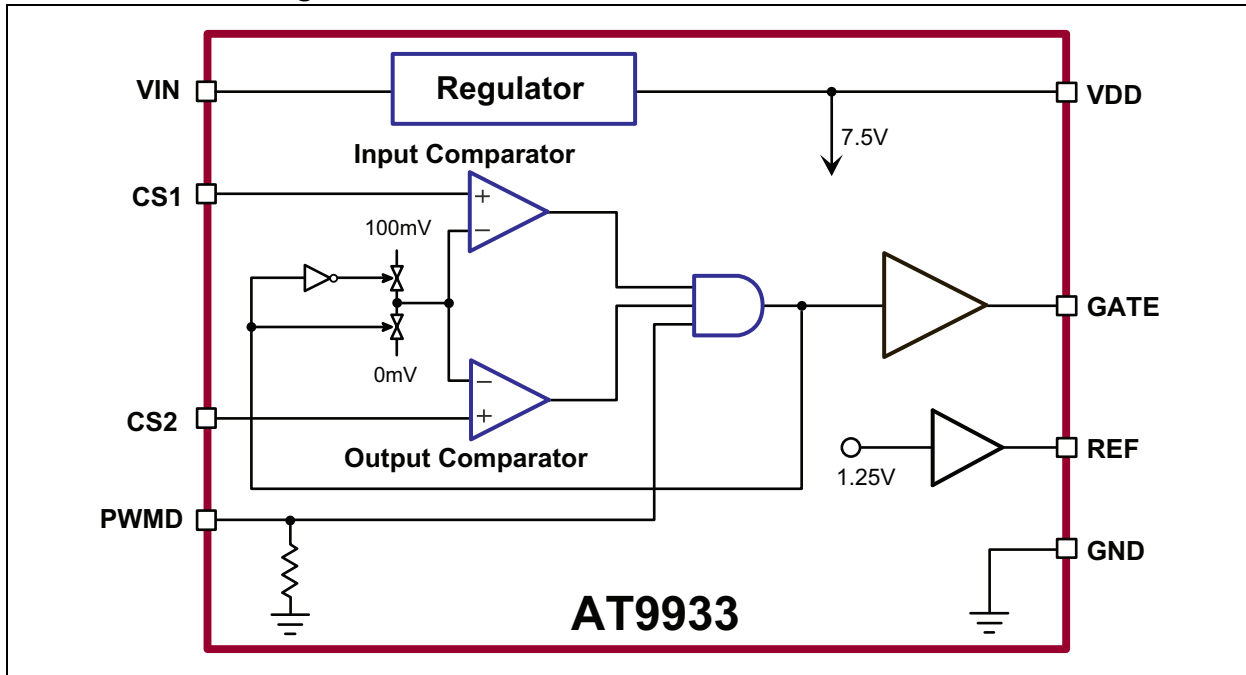 VIN
Regulator
VDD
7.5V
Input Comparator
CS1
+
−
100mV
GATE
0mV
−
CS2
+
Output Comparator
1.25V
REF
PWMD
GND
AT9933